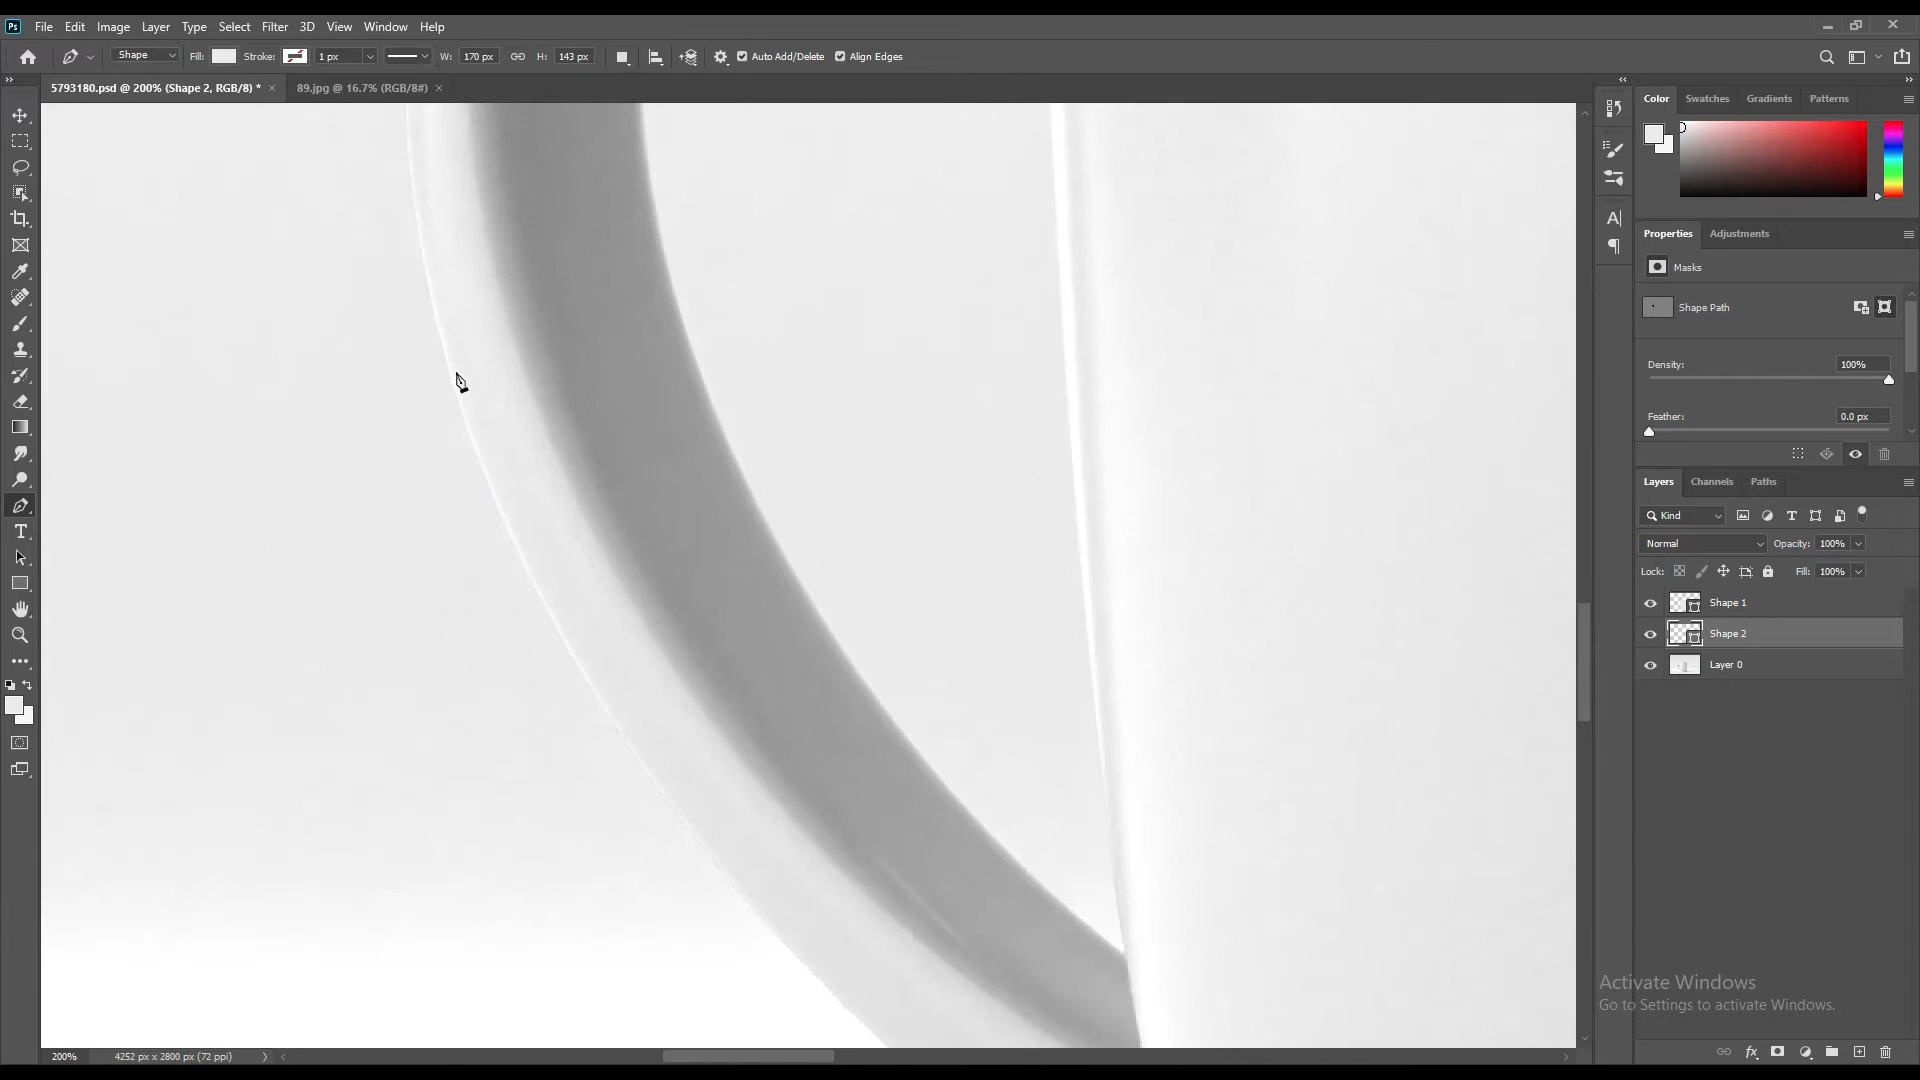 Ps File Edit Image Layer Type Select Filter 3D View Window Help
Shape Fill: Stroke: 1 px W: 170 px H: 143 px Auto Add/Delete Align Edges
5793180.psd @ 200% (Shape 2, RGB/8) * × 89.jpg @ 16.7% (RGB/8#) ×
Color Swatches Gradients Patterns
Properties Adjustments
Masks
Shape Path
Density: 100%
Feather: 0.0 px
Layers Channels Paths
Kind
Normal Opacity: 100%
Lock: Fill: 100%
Shape 1
Shape 2
Layer 0
Activate Windows
Go to Settings to activate Windows.
200% 4252 px x 2800 px (72 ppi)